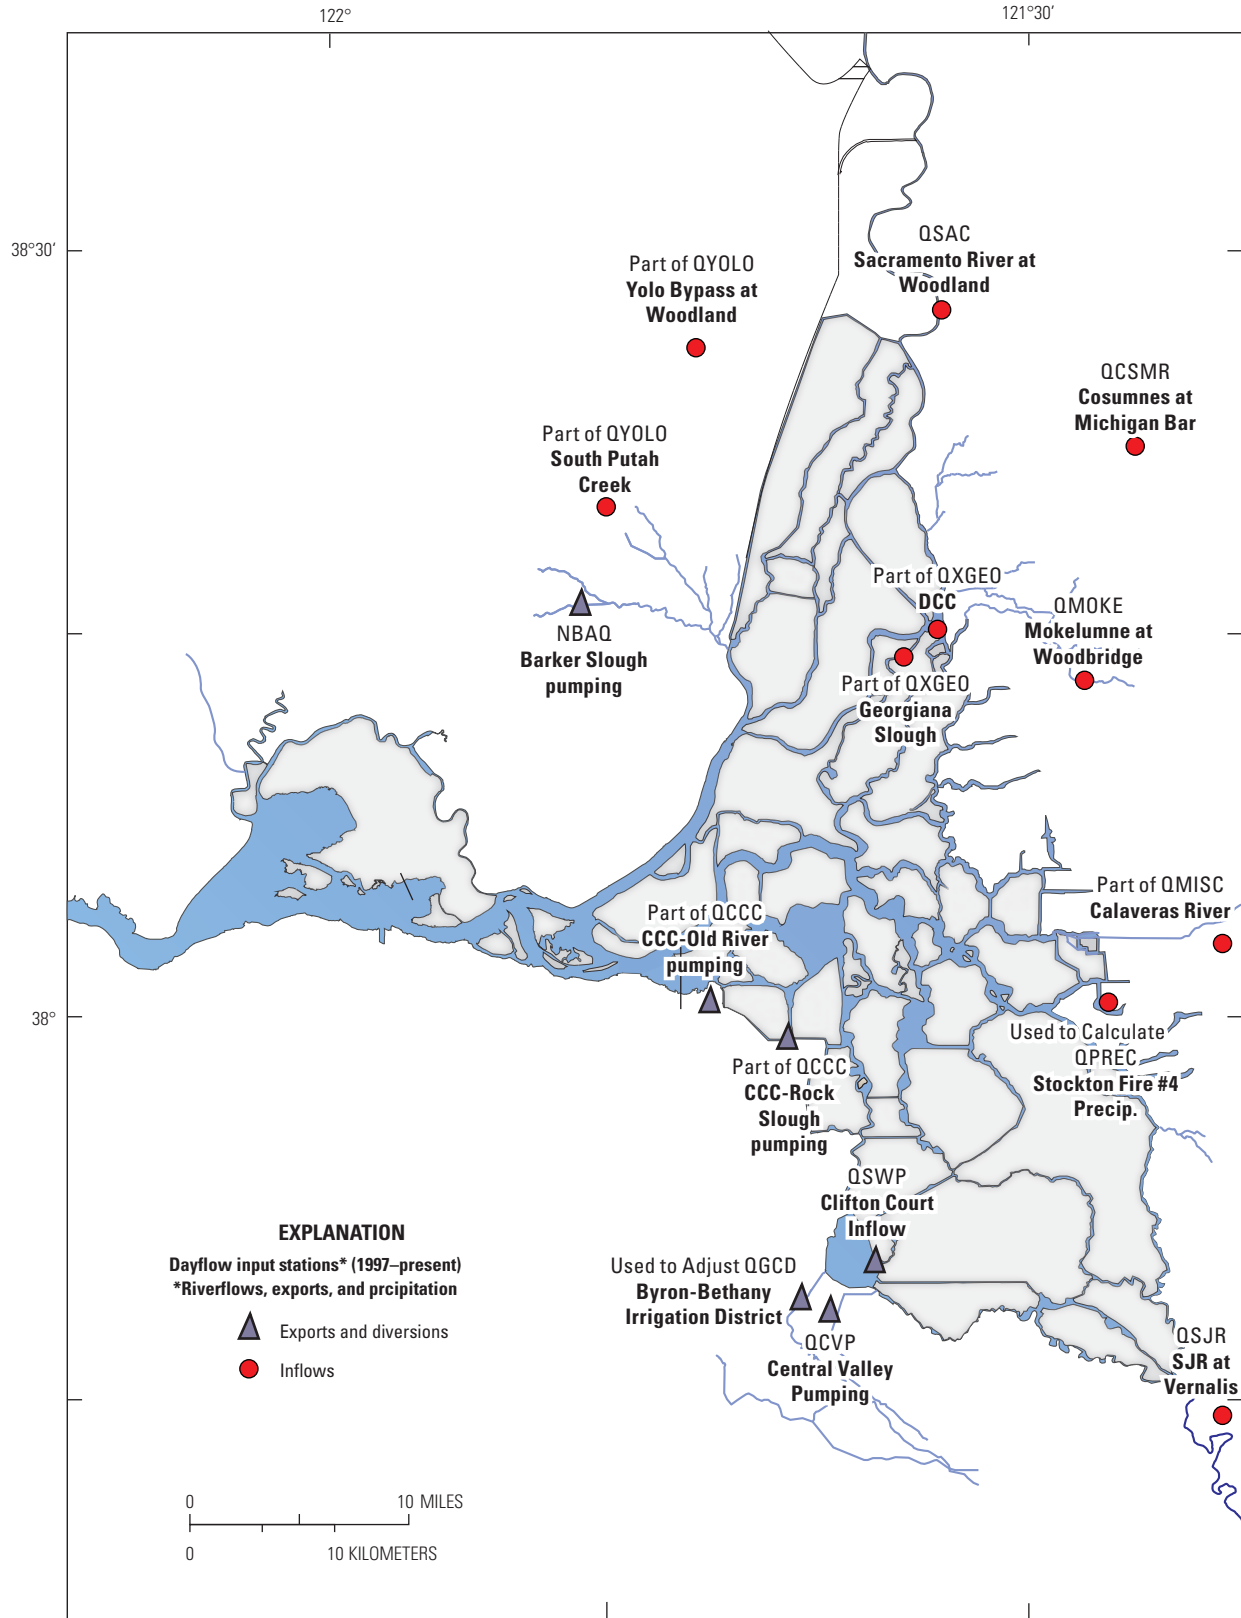 122°
121°30′
38°30′
QSAC
Sacramento River at
Woodland
Part of QYOLO
Yolo Bypass at
Woodland
QCSMR
Cosumnes at
Michigan Bar
Part of QYOLO
South Putah
Creek
Part of QXGEO
DCC
QMOKE
Mokelumne at
Woodbridge
NBAQ
Barker Slough
pumping
Part of QXGEO
Georgiana
Slough
Part of QMISC
Calaveras River
Part of QCCC
CCC-Old River
pumping
38°
Used to Calculate
QPREC
Stockton Fire #4
Precip.
Part of QCCC
CCC-Rock
Slough
pumping
QSWP
Clifton Court
Inflow
EXPLANATION
Dayflow input stations* (1997–present)
*Riverflows, exports, and prcipitation
Exports and diversions
Inflows
Used to Adjust QGCD
Byron-Bethany
Irrigation District
QCVP
Central Valley
Pumping
QSJR
SJR at
Vernalis
0 10 MILES
0 10 KILOMETERS